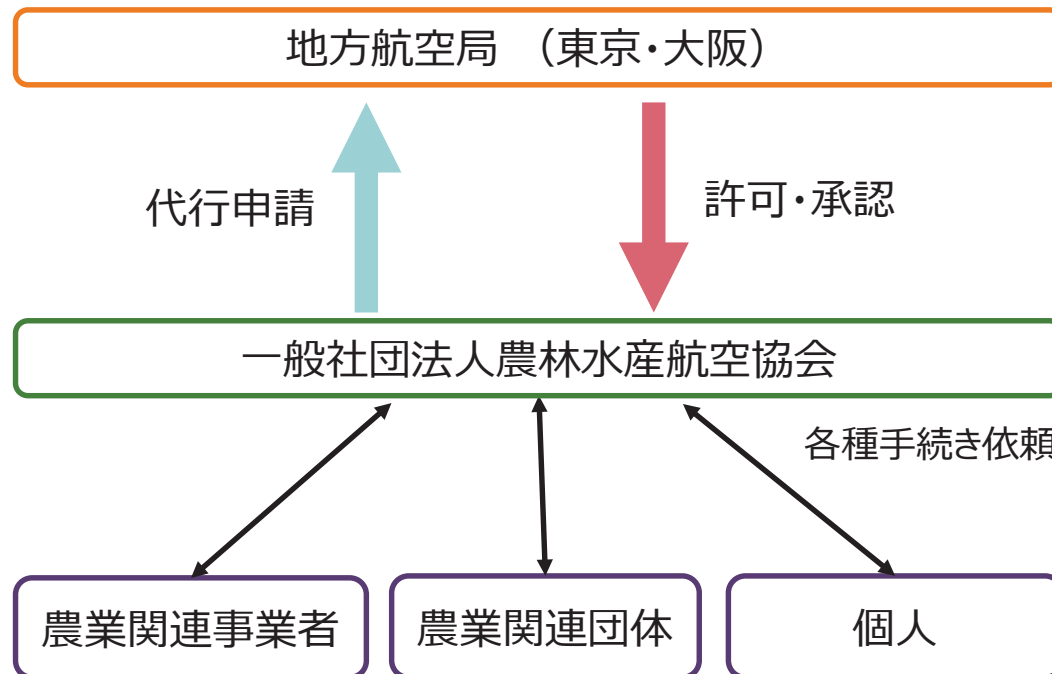 地方航空局　（東京・大阪）
代行申請
許可・承認
一般社団法人農林水産航空協会
各種手続き依頼
農業関連事業者
農業関連団体
個人